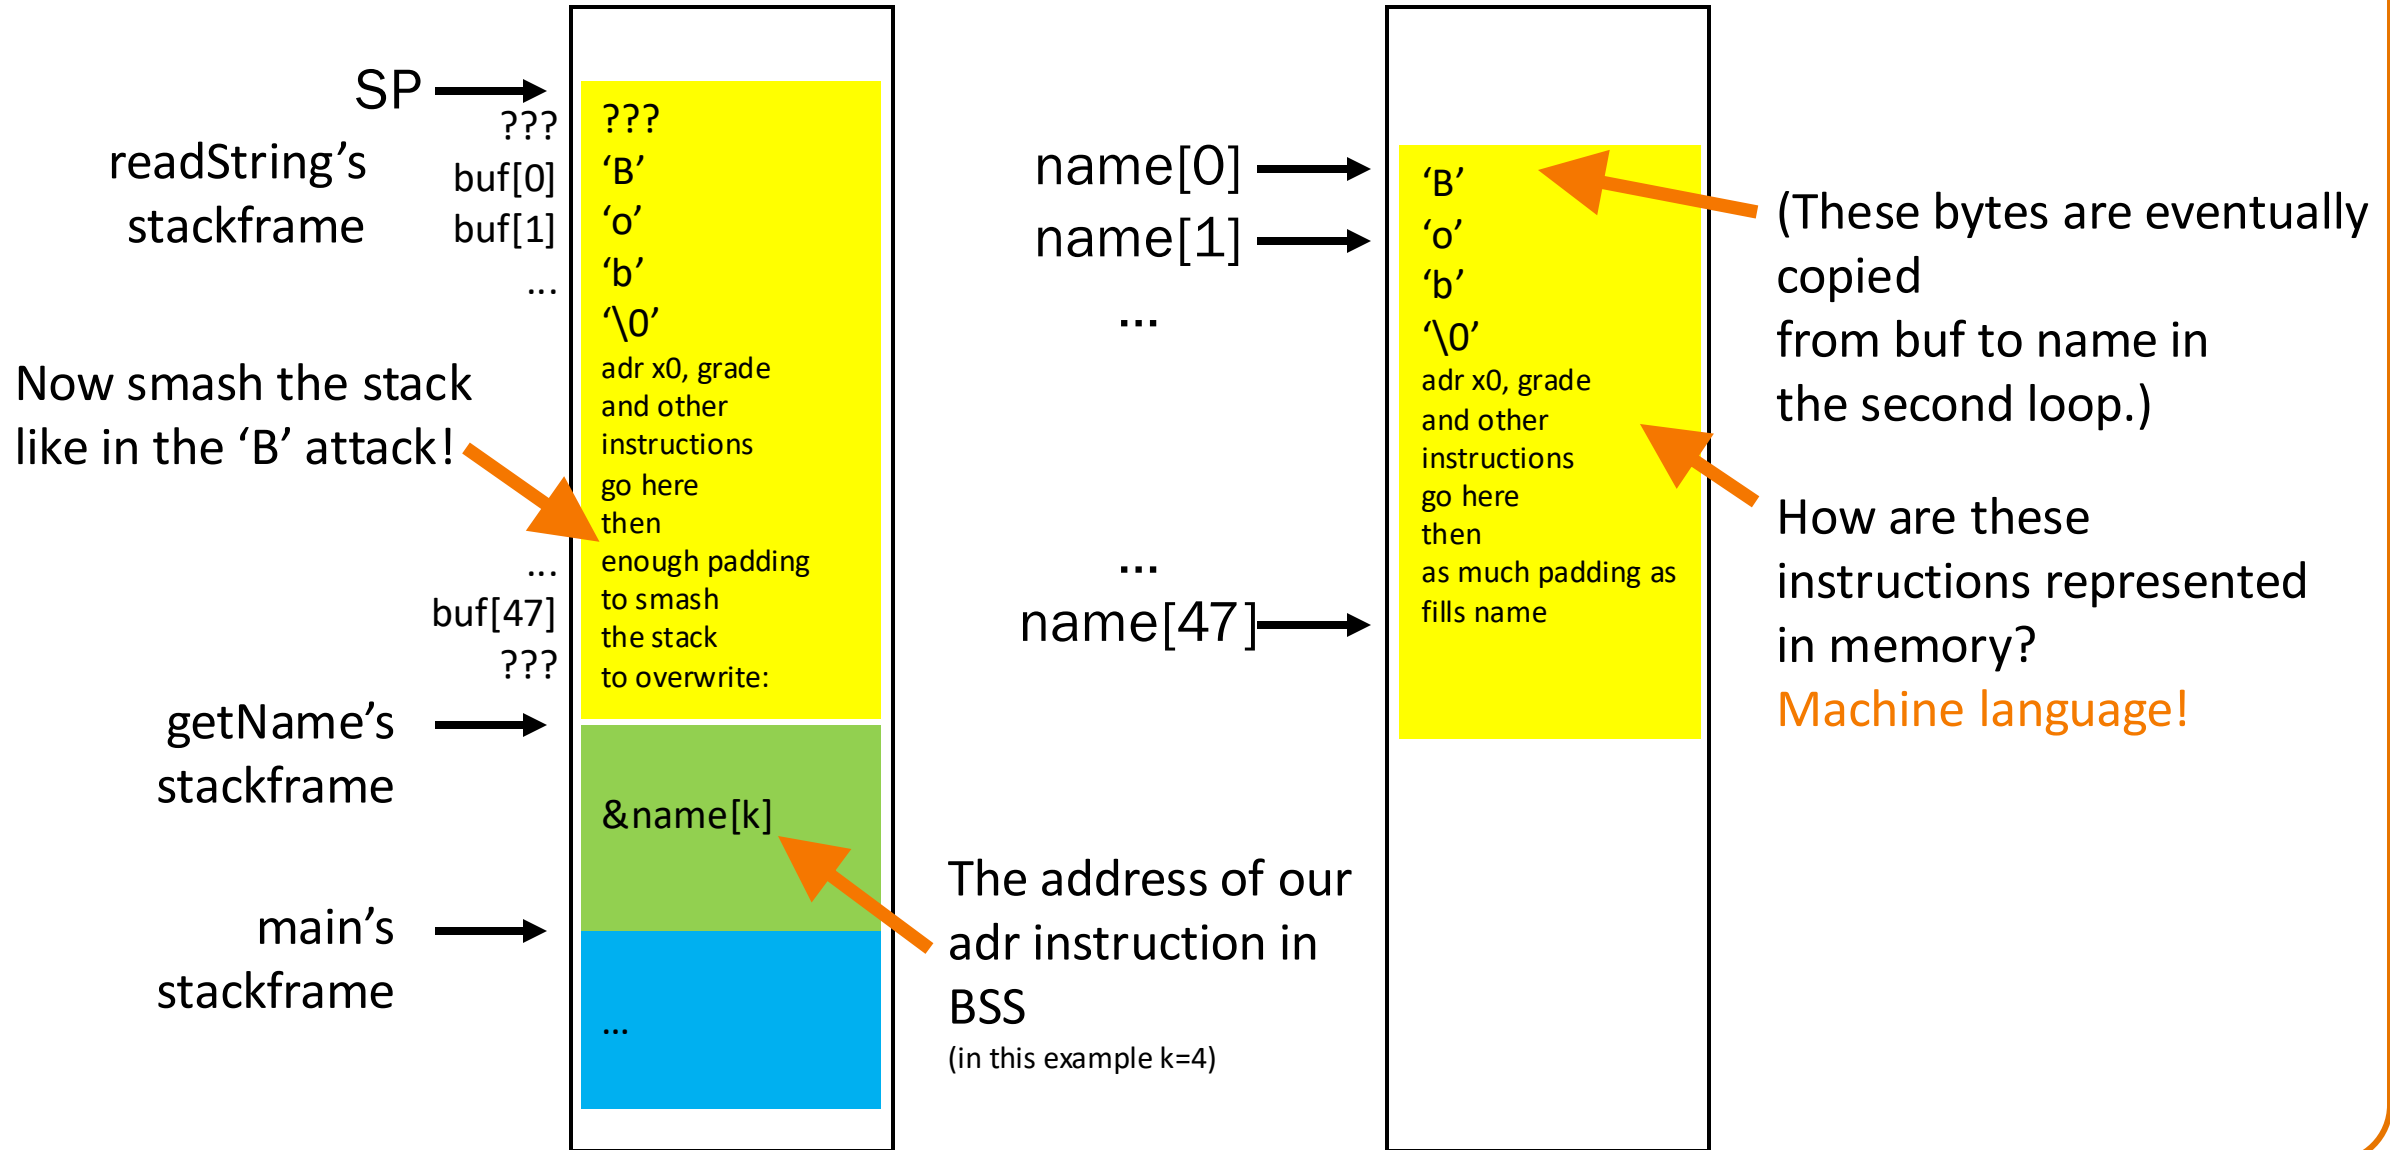 SP
???
readString’s
stackframe
buf[0]
buf[1]
...
Now smash the stack
like in the ‘B’ attack!
...
buf[47]
???
getName’s
stackframe
main’s
stackframe
???
‘B’
‘o’
‘b’
‘\0’
adr x0, grade
and other
instructions
go here
then
enough padding
to smash
the stack
to overwrite:
&name[k]
...
name[0]
name[1]
...
...
name[47]
The address of our
adr instruction in
BSS
(in this example k=4)
‘B’
‘o’
‘b’
‘\0’
adr x0, grade
and other
instructions
go here
then
as much padding as
fills name
(These bytes are eventually
copied
from buf to name in
the second loop.)
How are these
instructions represented
in memory?
Machine language!